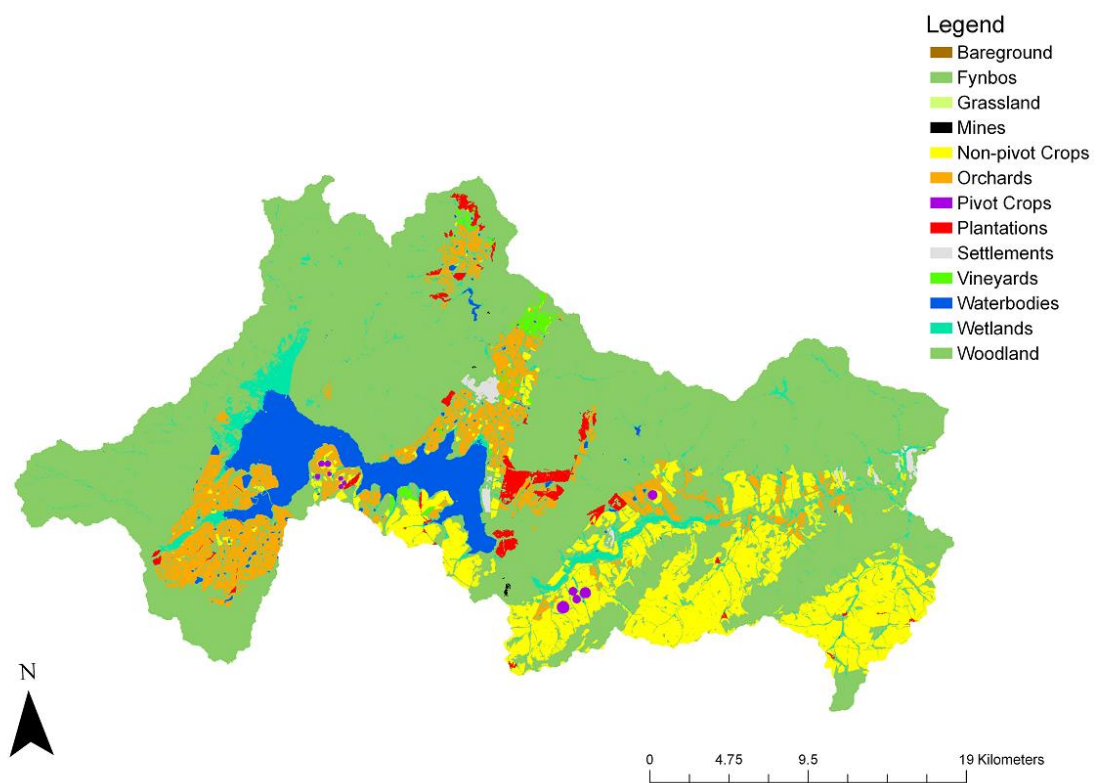 Legend
Bareground
Fynbos
Grassland
Mines
Non-pivot Crops
Orchards
Pivot Crops
Plantations
Settlements
Vineyards
Waterbodies
Wetlands
Woodland
N
0 4.75 9.5 19 Kilometers